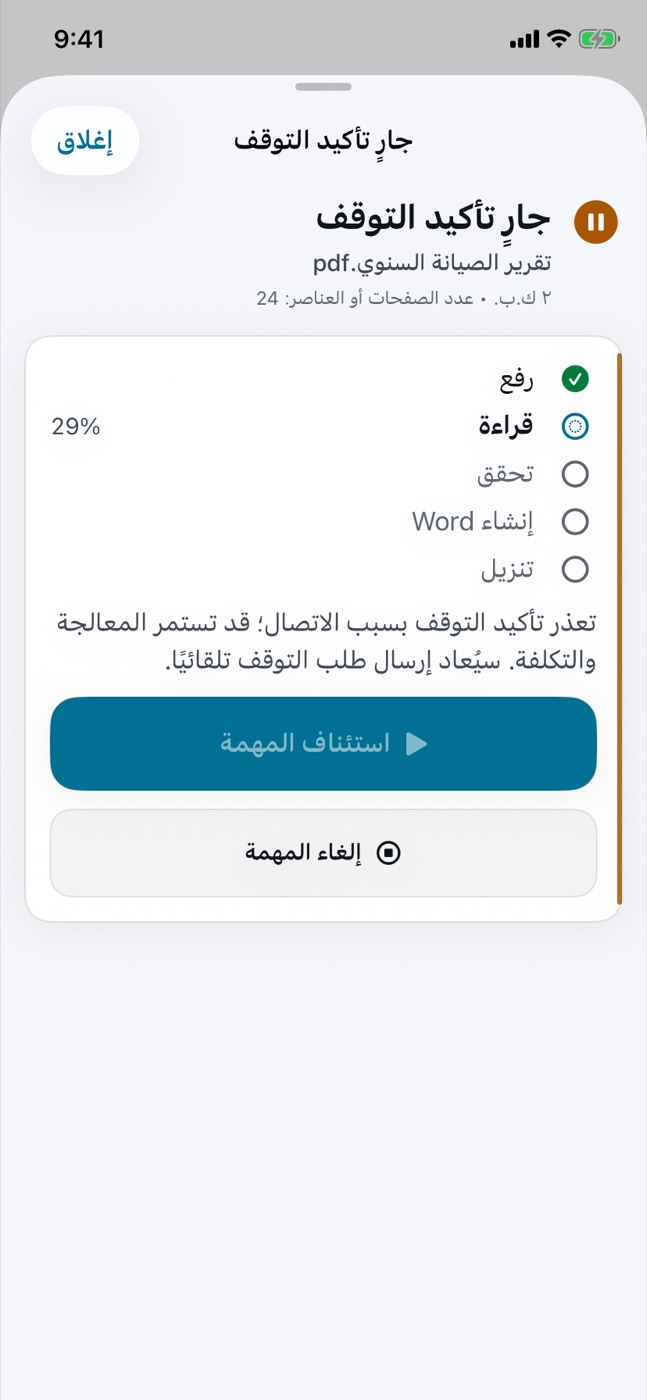 9:41
جارٍ تأكيد التوقف
إغلاق
جارٍ تأكيد التوقف
تقرير الصيانة السنوي.pdf
٢ ك.ب. • عدد الصفحات أو العناصر: 24
رفع
قراءة 29%
تحقق
إنشاء Word
تنزيل
تعذر تأكيد التوقف بسبب الاتصال؛ قد تستمر المعالجة
والتكلفة. سيُعاد إرسال طلب التوقف تلقائيًا.
استئناف المهمة
إلغاء المهمة